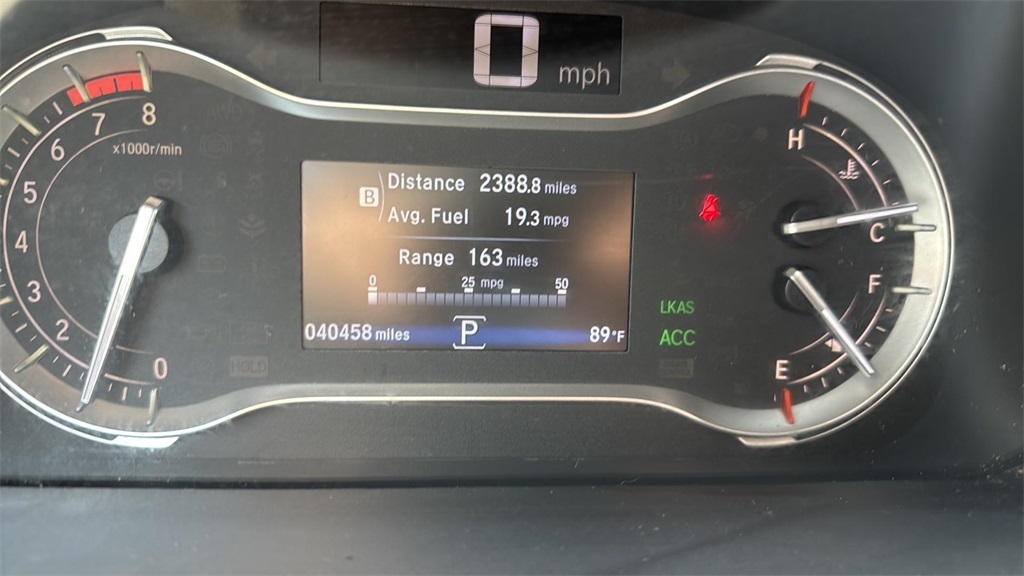 0
mph
8
7
6
5
4
3
2
0
x1000r/min
B
Distance 2388.8 miles
Avg. Fuel 19.3 mpg
Range 163 miles
0 25 mpg 50
040458 miles P 89°F
LKAS
ACC
HOLD
H
C
F
E